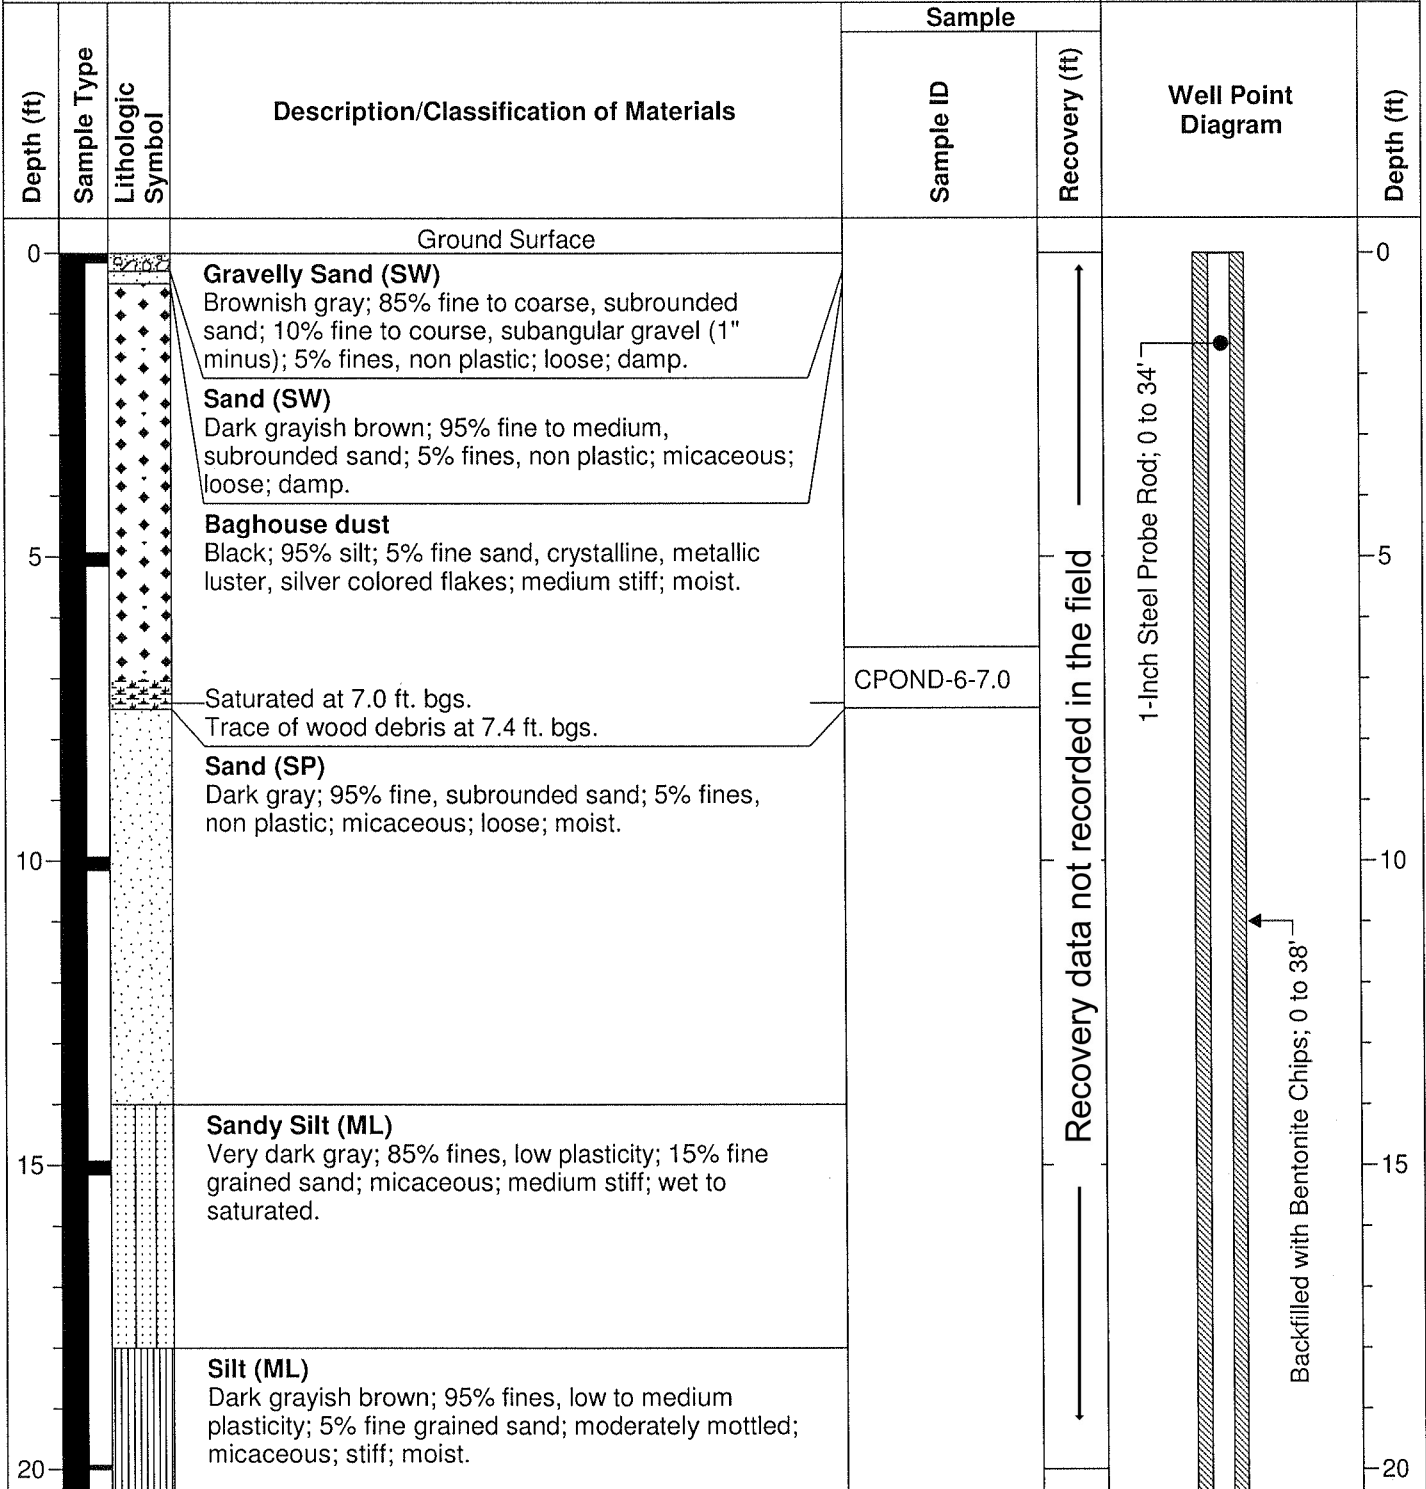 Depth (ft)
Sample Type
Lithologic
Symbol
Description/Classification of Materials
Sample
Sample ID
Recovery (ft)
Well Point
Diagram
Depth (ft)
Ground Surface
0
0
Gravelly Sand (SW)
Brownish gray; 85% fine to coarse, subrounded
sand; 10% fine to course, subangular gravel (1"
minus); 5% fines, non plastic; loose; damp.
Sand (SW)
Dark grayish brown; 95% fine to medium,
subrounded sand; 5% fines, non plastic; micaceous;
loose; damp.
Baghouse dust
Black; 95% silt; 5% fine sand, crystalline, metallic
luster, silver colored flakes; medium stiff; moist.
5
5
Saturated at 7.0 ft. bgs.
Trace of wood debris at 7.4 ft. bgs.
CPOND-6-7.0
Sand (SP)
Dark gray; 95% fine, subrounded sand; 5% fines,
non plastic; micaceous; loose; moist.
10
10
Recovery data not recorded in the field
1-Inch Steel Probe Rod; 0 to 34'
Backfilled with Bentonite Chips; 0 to 38'
Sandy Silt (ML)
Very dark gray; 85% fines, low plasticity; 15% fine
grained sand; micaceous; medium stiff; wet to
saturated.
15
15
Silt (ML)
Dark grayish brown; 95% fines, low to medium
plasticity; 5% fine grained sand; moderately mottled;
micaceous; stiff; moist.
20
20